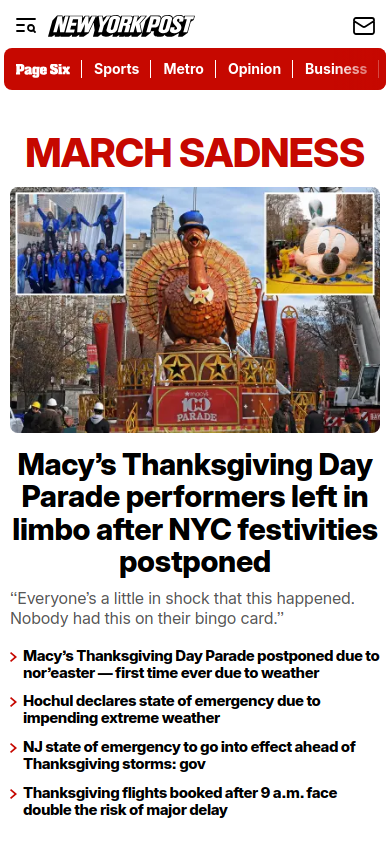 NEW YORK POST
Page Six
Sports
Metro
Opinion
Business
MARCH SADNESS
macy's
100
PARADE
Macy’s Thanksgiving Day
Parade performers left in
limbo after NYC festivities
postponed
“Everyone’s a little in shock that this happened.
Nobody had this on their bingo card.”
Macy’s Thanksgiving Day Parade postponed due to
nor’easter — first time ever due to weather
Hochul declares state of emergency due to
impending extreme weather
NJ state of emergency to go into effect ahead of
Thanksgiving storms: gov
Thanksgiving flights booked after 9 a.m. face
double the risk of major delay